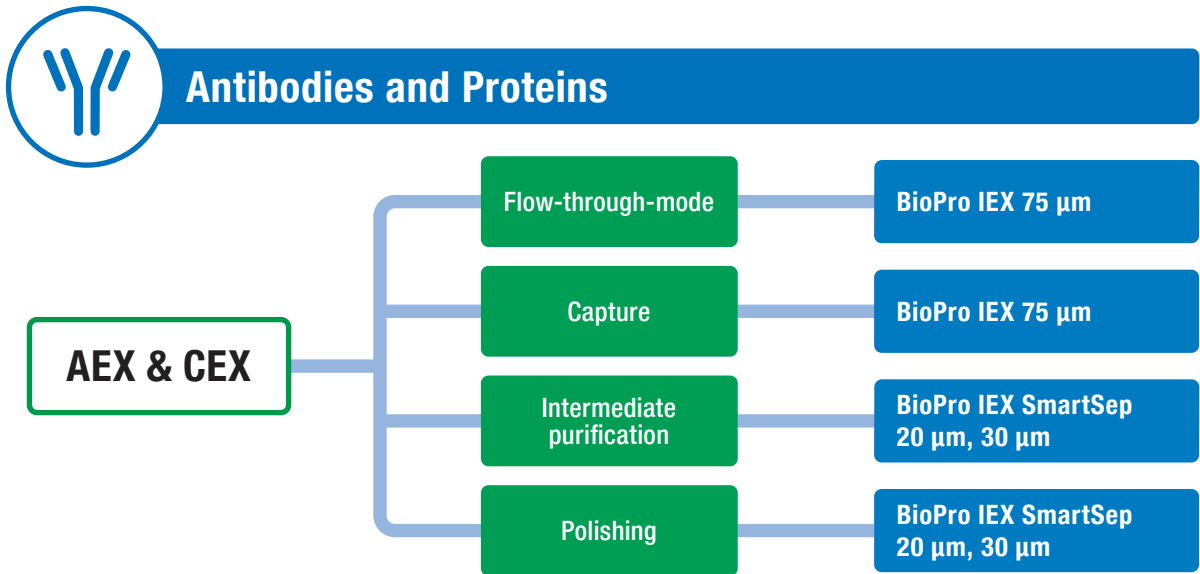 Antibodies and Proteins
Flow-through-mode
BioPro IEX 75 µm
Capture
BioPro IEX 75 µm
AEX & CEX
Intermediate
purification
BioPro IEX SmartSep
20 µm, 30 µm
Polishing
BioPro IEX SmartSep
20 µm, 30 µm